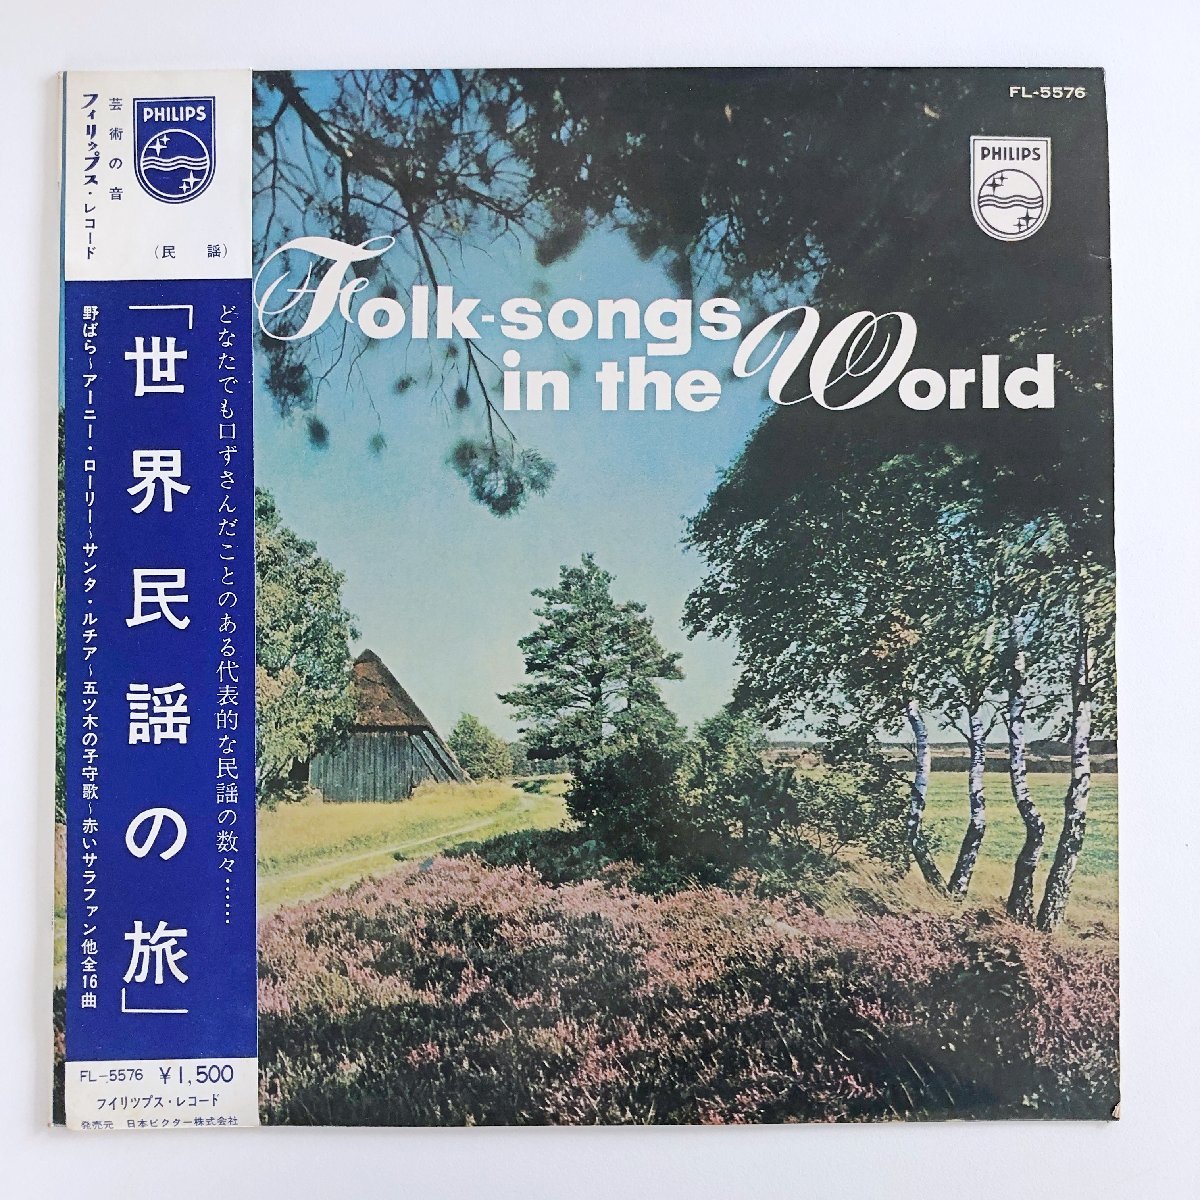 フィリップス・レコード
芸術の音
PHILIPS
(民謡)
どなたでも口ずさんだことのある代表的な民謡の数々……
「世界民謡の旅」
野ばら~アーニー・ローリー~サンタ・ルチア~五ツ木の子守歌~赤いサラファン他全16曲
FL-5576 ¥1,500
フイリツプス・レコード
発売元 日本ビクター株式会社
FL-5576
PHILIPS
Folk-songs
in the World